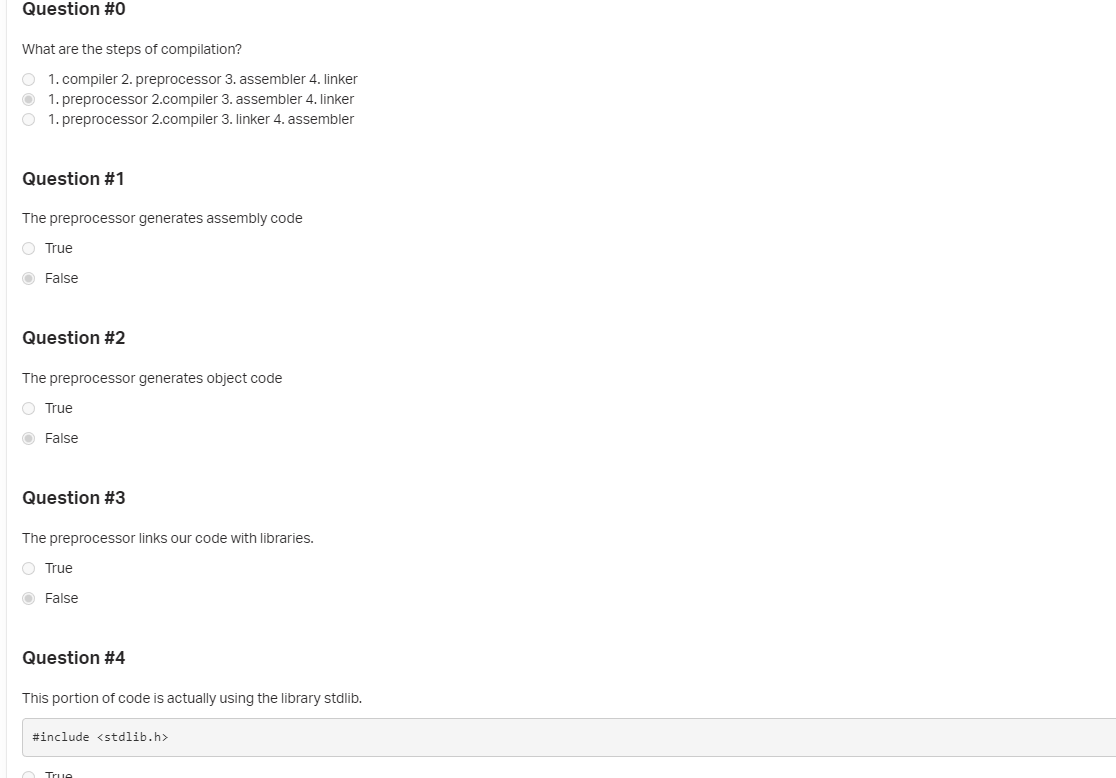 Question #0
What are the steps of compilation?
1. compiler 2. preprocessor 3. assembler 4. linker
1. preprocessor 2.compiler 3. assembler 4. linker
1. preprocessor 2.compiler 3. linker 4. assembler
Question #1
The preprocessor generates assembly code
True
False
Question #2
The preprocessor generates object code
True
False
Question #3
The preprocessor links our code with libraries.
True
False
Question #4
This portion of code is actually using the library stdlib.
#include <stdlib.h>
True